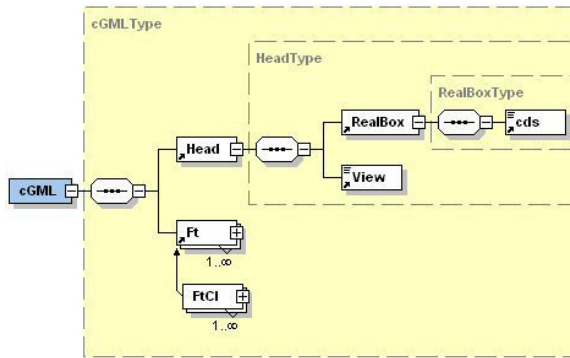 cGMLType
HeadType
RealBoxType
RealBox
cds
Head
View
cGML
Ft
1..∞
FtCl
1..∞